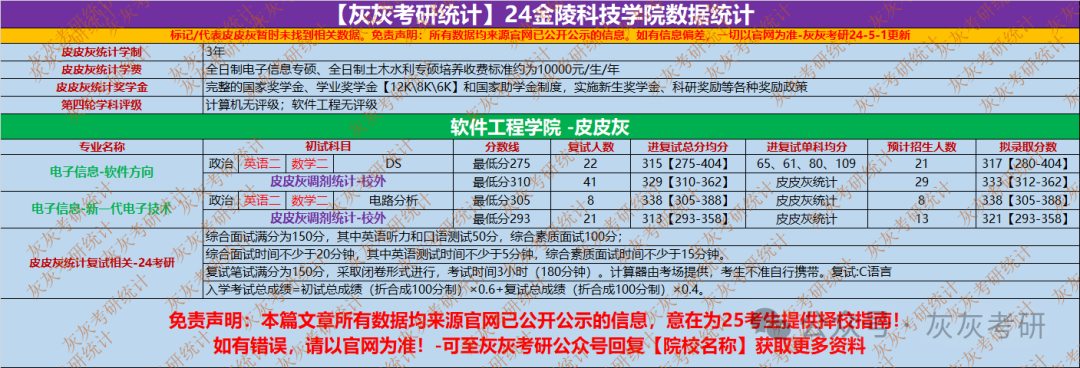 【灰灰考研统计】24金陵科技学院数据统计
标记/代表皮皮灰暂时未找到相关数据。免责声明：所有数据均来源官网已公开公示的信息。如有信息偏差，一切以官网为准-灰灰考研24-5-1更新
皮皮灰统计学制 3年
皮皮灰统计学费 全日制电子信息专硕、全日制土木水利专硕培养收费标准约为10000元/生/年
皮皮灰统计奖学金 完整的国家奖学金、学业奖学金【12K\8K\6K】和国家助学金制度，实施新生奖学金、科研奖励等各种奖励政策
第四轮学科评级 计算机无评级；软件工程无评级
软件工程学院 -皮皮灰
专业名称 初试科目 分数线 复试人数 进复试总分均分 进复试单科均分 预计招生人数 拟录取分数
电子信息-软件方向 政治 英语二 数学二 DS 最低分275 22 315【275-404】 65、61、80、109 21 317【280-404】
皮皮灰调剂统计-校外 最低分310 41 329【310-362】 皮皮灰统计 29 333【312-362】
电子信息-新一代电子技术 政治 英语二 数学二 电路分析 最低分305 8 338【305-388】 皮皮灰统计 8 338【305-388】
皮皮灰调剂统计-校外 最低分293 21 313【293-358】 皮皮灰统计 13 321【293-358】
皮皮灰统计复试相关-24考研
综合面试满分为150分，其中英语听力和口语测试50分，综合素质面试100分；
综合面试时间不少于20分钟，其中英语测试时间不少于5分钟，综合素质面试时间不少于15分钟。
复试笔试满分为150分，采取闭卷形式进行，考试时间3小时（180分钟）。计算器由考场提供，考生不准自行携带。复试:C语言
入学考试总成绩=初试总成绩（折合成100分制）×0.6+复试总成绩（折合成100分制）×0.4。
免责声明：本篇文章所有数据均来源官网已公开公示的信息，意在为25考生提供择校指南！
如有错误，请以官网为准！-可至灰灰考研公众号回复【院校名称】获取更多资料
公众号 · 灰灰考研